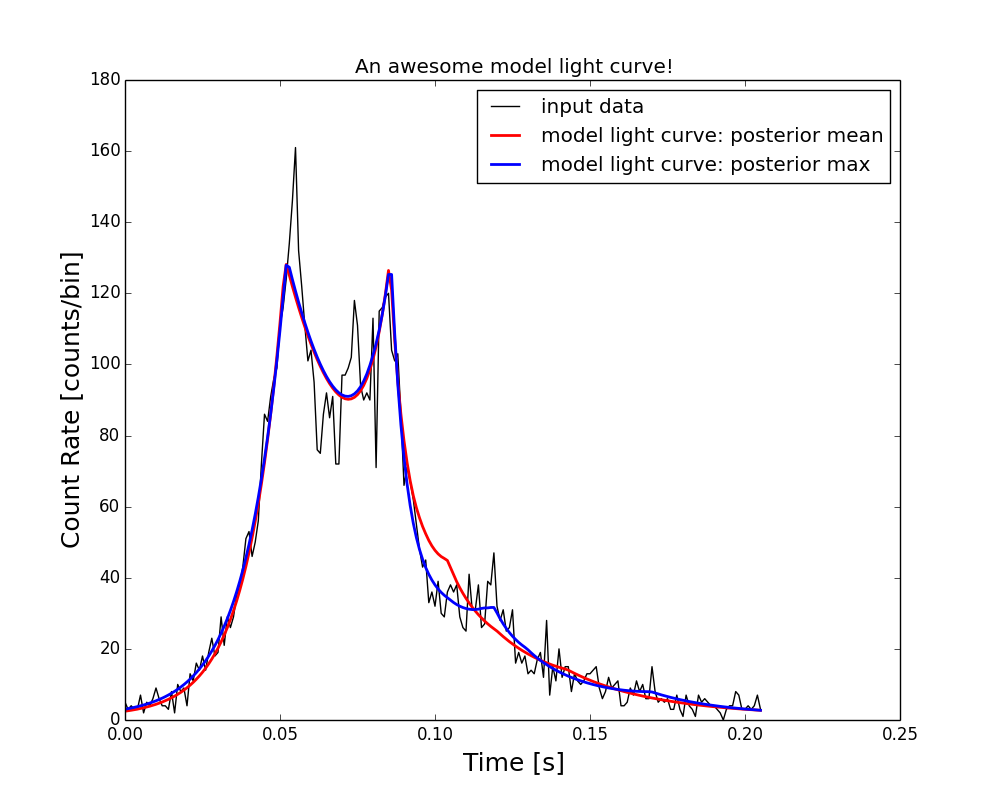 An awesome model light curve!
180
160
140
120
100
80
60
40
20
0
input data
model light curve: posterior mean
model light curve: posterior max
Count Rate [counts/bin]
0.00
0.05
0.10
0.15
0.20
0.25
Time [s]